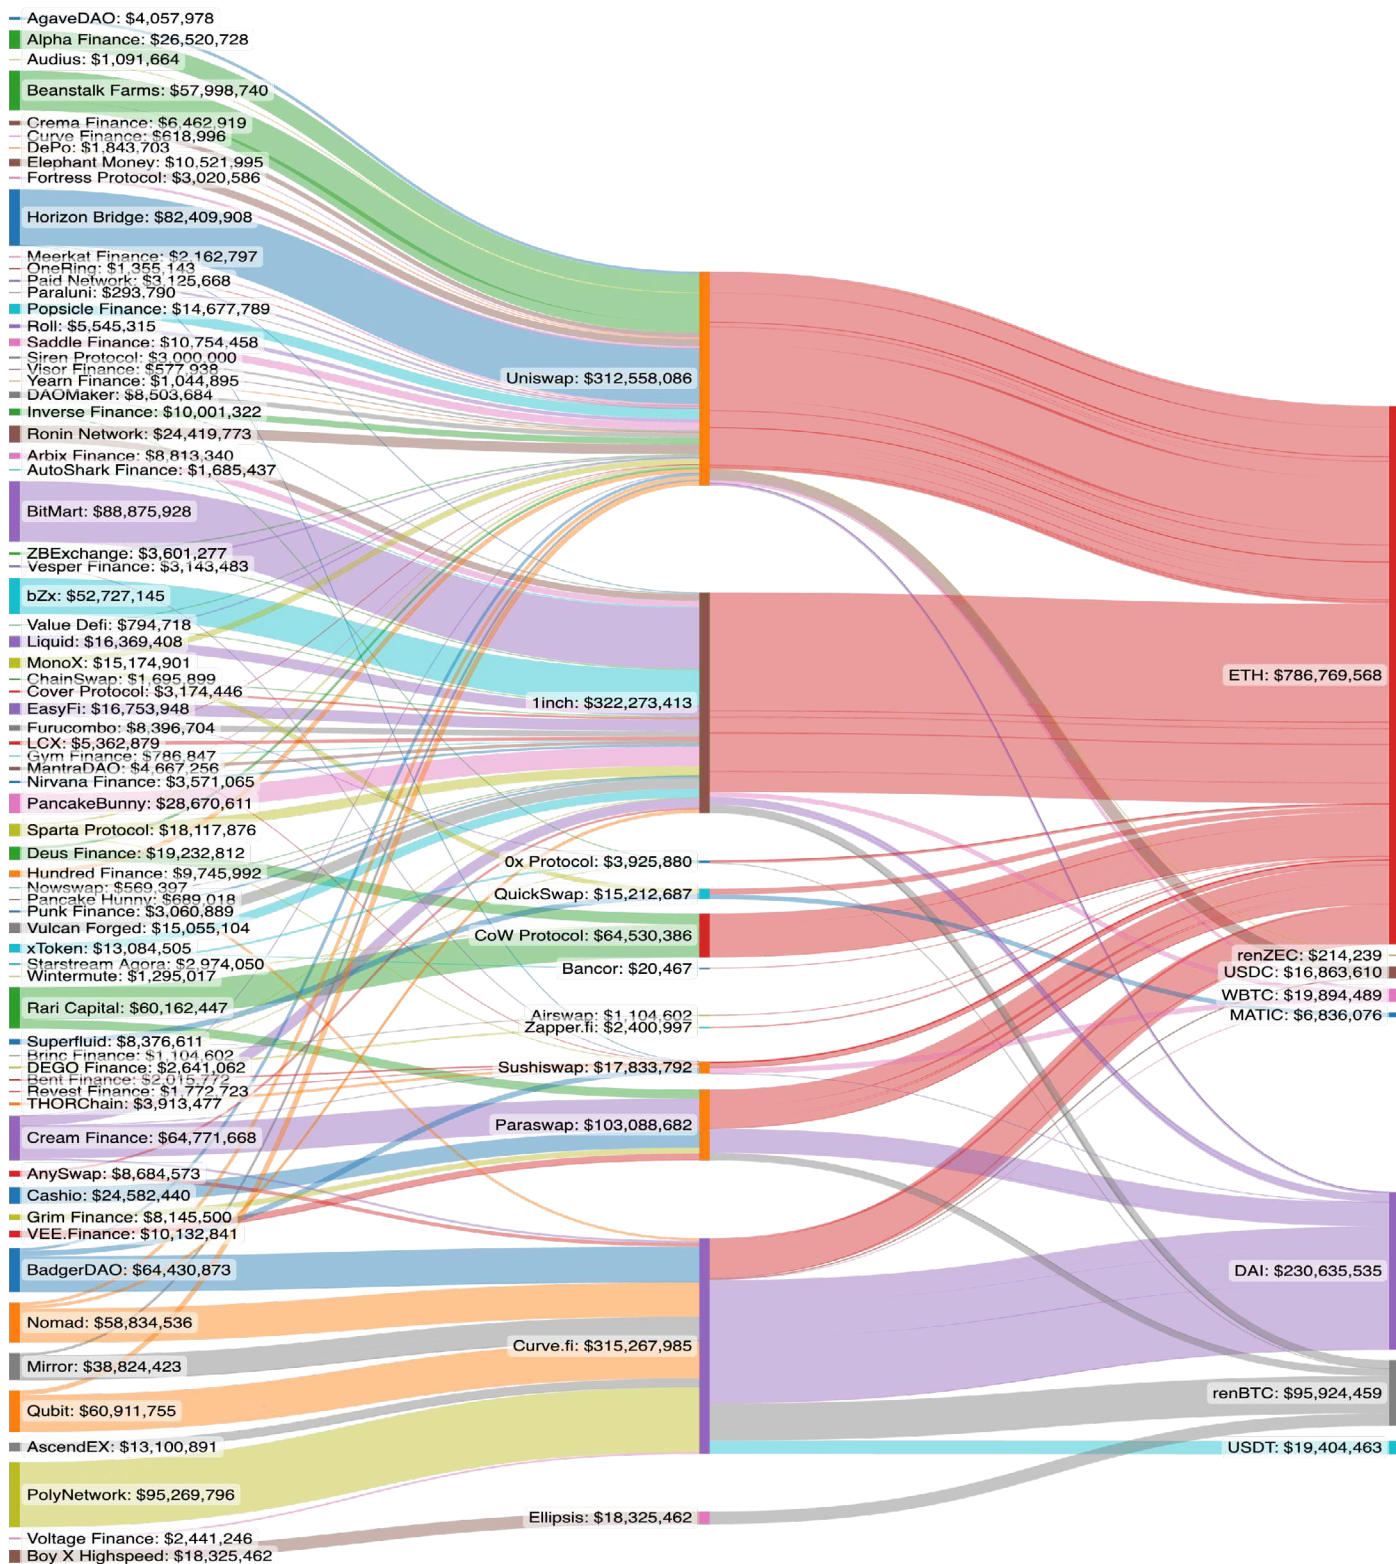 AgaveDAO: $4,057,978
Alpha Finance: $26,520,728
Audius: $1,091,664
Beanstalk Farms: $57,998,740
Crema Finance: $6,462,919
Curve Finance: $618,996
DePo: $1,843,703
Elephant Money: $10,521,995
Fortress Protocol: $3,020,586
Horizon Bridge: $82,409,908
Meerkat Finance: $2,162,797
OneRing: $1,355,143
Paid Network: $3,125,668
Paraluni: $293,790
Popsicle Finance: $14,677,789
Roll: $5,545,315
Saddle Finance: $10,754,458
Siren Protocol: $3,000,000
Visor Finance: $577,938
Yearn Finance: $1,044,895
DAOMaker: $8,503,684
Inverse Finance: $10,001,322
Ronin Network: $24,419,773
Arbix Finance: $8,813,340
AutoShark Finance: $1,685,437
BitMart: $88,875,928
ZBExchange: $3,601,277
Vesper Finance: $3,143,483
bZx: $52,727,145
Value Defi: $794,718
Liquid: $16,369,408
MonoX: $15,174,901
ChainSwap: $1,695,899
Cover Protocol: $3,174,446
EasyFi: $16,753,948
Furucombo: $8,396,704
LCX: $5,362,879
Gym Finance: $786,847
MantraDAO: $4,667,256
Nirvana Finance: $3,571,065
PancakeBunny: $28,670,611
Sparta Protocol: $18,117,876
Deus Finance: $19,232,812
Hundred Finance: $9,745,992
Nowswap: $569,397
Pancake Hunny: $689,018
Punk Finance: $3,060,889
Vulcan Forged: $15,055,104
xToken: $13,084,505
Starstream Agora: $2,974,050
Wintermute: $1,295,017
Rari Capital: $60,162,447
Superfluid: $8,376,611
Brinc Finance: $1,104,602
DEGO Finance: $2,641,062
Bent Finance: $2,015,772
Revest Finance: $1,772,723
THORChain: $3,913,477
Cream Finance: $64,771,668
AnySwap: $8,684,573
Cashio: $24,582,440
Grim Finance: $8,145,500
VEE.Finance: $10,132,841
BadgerDAO: $64,430,873
Nomad: $58,834,536
Mirror: $38,824,423
Qubit: $60,911,755
AscendEX: $13,100,891
PolyNetwork: $95,269,796
Voltage Finance: $2,441,246
Boy X Highspeed: $18,325,462
Uniswap: $312,558,086
1inch: $322,273,413
0x Protocol: $3,925,880
QuickSwap: $15,212,687
CoW Protocol: $64,530,386
Bancor: $20,467
Airswap: $1,104,602
Zapper.fi: $2,400,997
Sushiswap: $17,833,792
Paraswap: $103,088,682
Curve.fi: $315,267,985
Ellipsis: $18,325,462
ETH: $786,769,568
renZEC: $214,239
USDC: $16,863,610
WBTC: $19,894,489
MATIC: $6,836,076
DAI: $230,635,535
renBTC: $95,924,459
USDT: $19,404,463